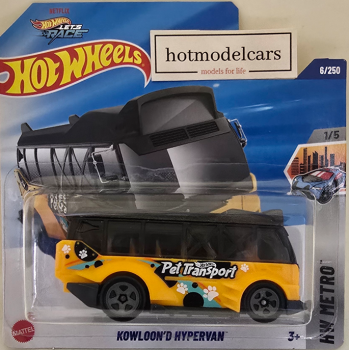 NETFLIX
Hot Wheels
LET'S
RACE
HOT WHEELS
hotmodelcars
models for life
6/250
1/5
HW METRO
Pet Transport
MATTEL
KOWLOON'D HYPERVAN™
3+